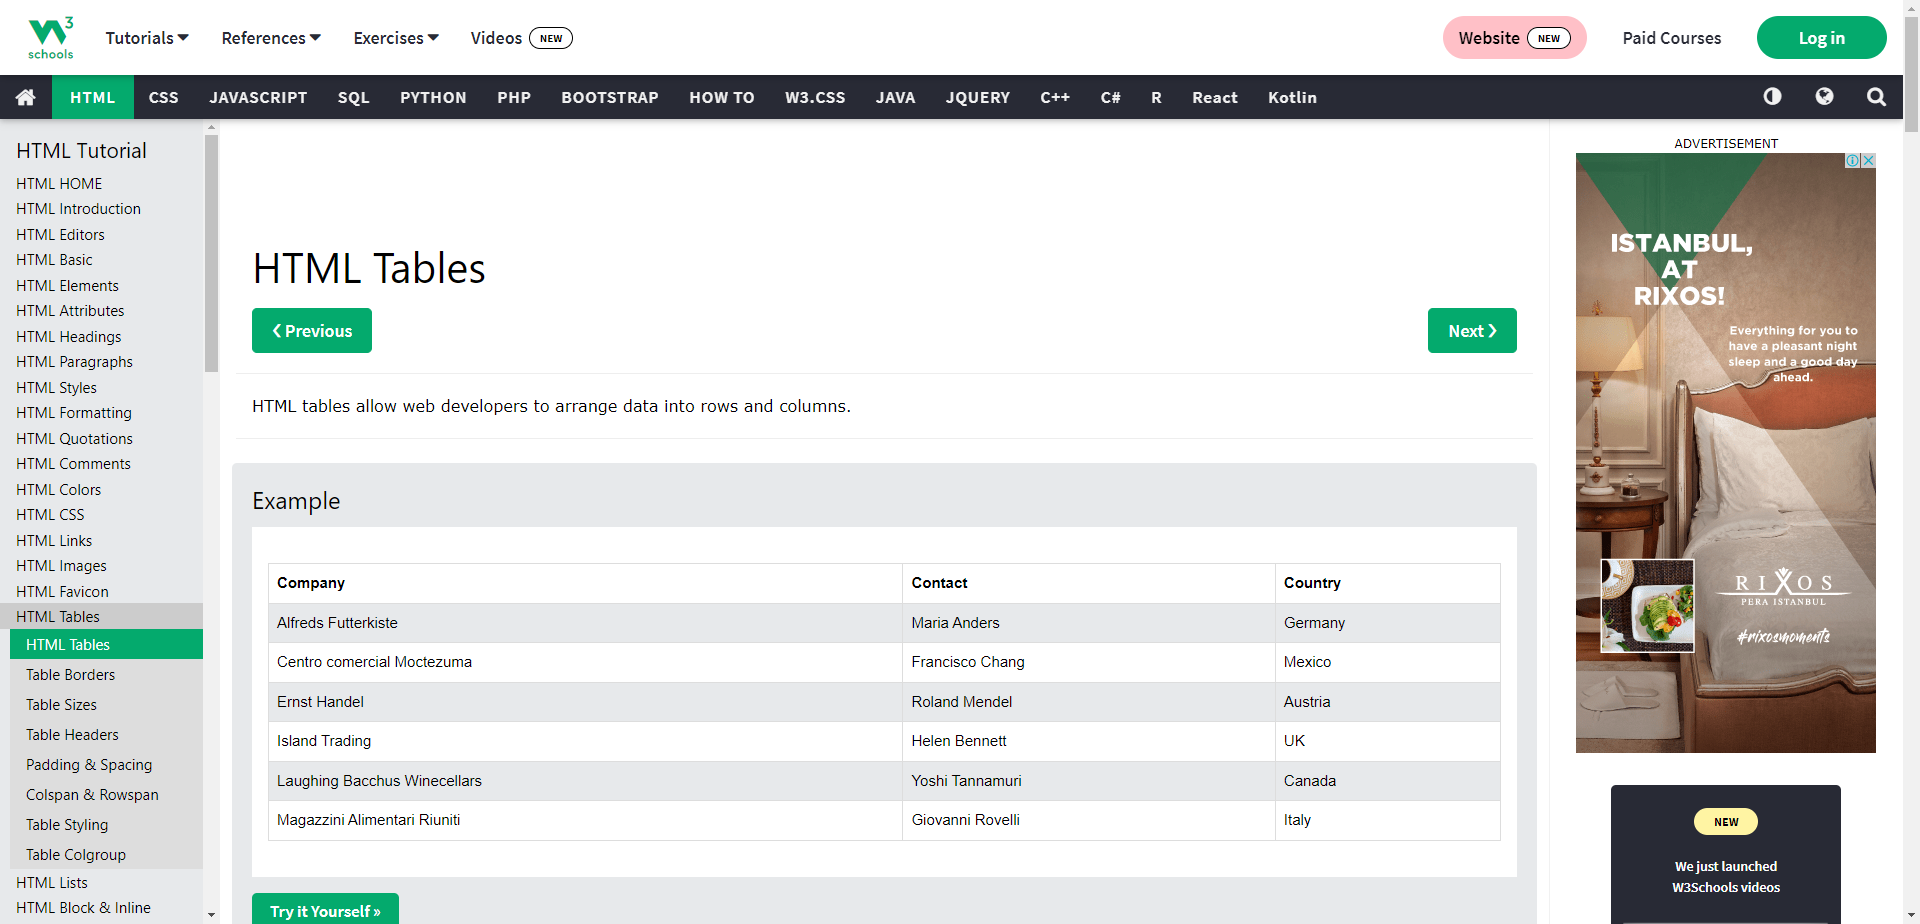 3
schools
Tutorials
References
Exercises
Videos NEW
Website NEW
Paid Courses
Log in
HTML
CSS
JAVASCRIPT
SQL
PYTHON
PHP
BOOTSTRAP
HOW TO
W3.CSS
JAVA
JQUERY
C++
C#
R
React
Kotlin
HTML Tutorial
HTML HOME
HTML Introduction
HTML Editors
HTML Basic
HTML Elements
HTML Attributes
HTML Headings
HTML Paragraphs
HTML Styles
HTML Formatting
HTML Quotations
HTML Comments
HTML Colors
HTML CSS
HTML Links
HTML Images
HTML Favicon
HTML Tables
HTML Tables
Table Borders
Table Sizes
Table Headers
Padding & Spacing
Colspan & Rowspan
Table Styling
Table Colgroup
HTML Lists
HTML Block & Inline
HTML Tables
❮ Previous
Next ❯
HTML tables allow web developers to arrange data into rows and columns.
Example
Company Contact Country
Alfreds Futterkiste Maria Anders Germany
Centro comercial Moctezuma Francisco Chang Mexico
Ernst Handel Roland Mendel Austria
Island Trading Helen Bennett UK
Laughing Bacchus Winecellars Yoshi Tannamuri Canada
Magazzini Alimentari Riuniti Giovanni Rovelli Italy
Try it Yourself »
ADVERTISEMENT
ISTANBUL,
AT
RIXOS!
Everything for you to
have a pleasant night
sleep and a good day
ahead.
RIXOS
PERA ISTANBUL
#rixosmoments
NEW
We just launched
W3Schools videos